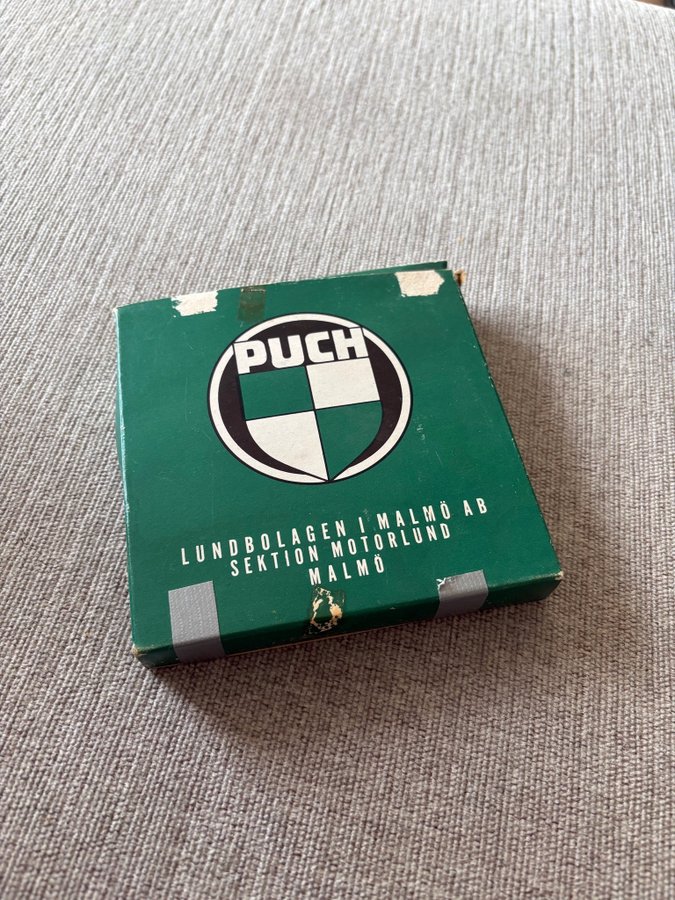 PUCH
LUNDBOLAGEN I MALMÖ AB
SEKTION MOTORLUND
MALMÖ